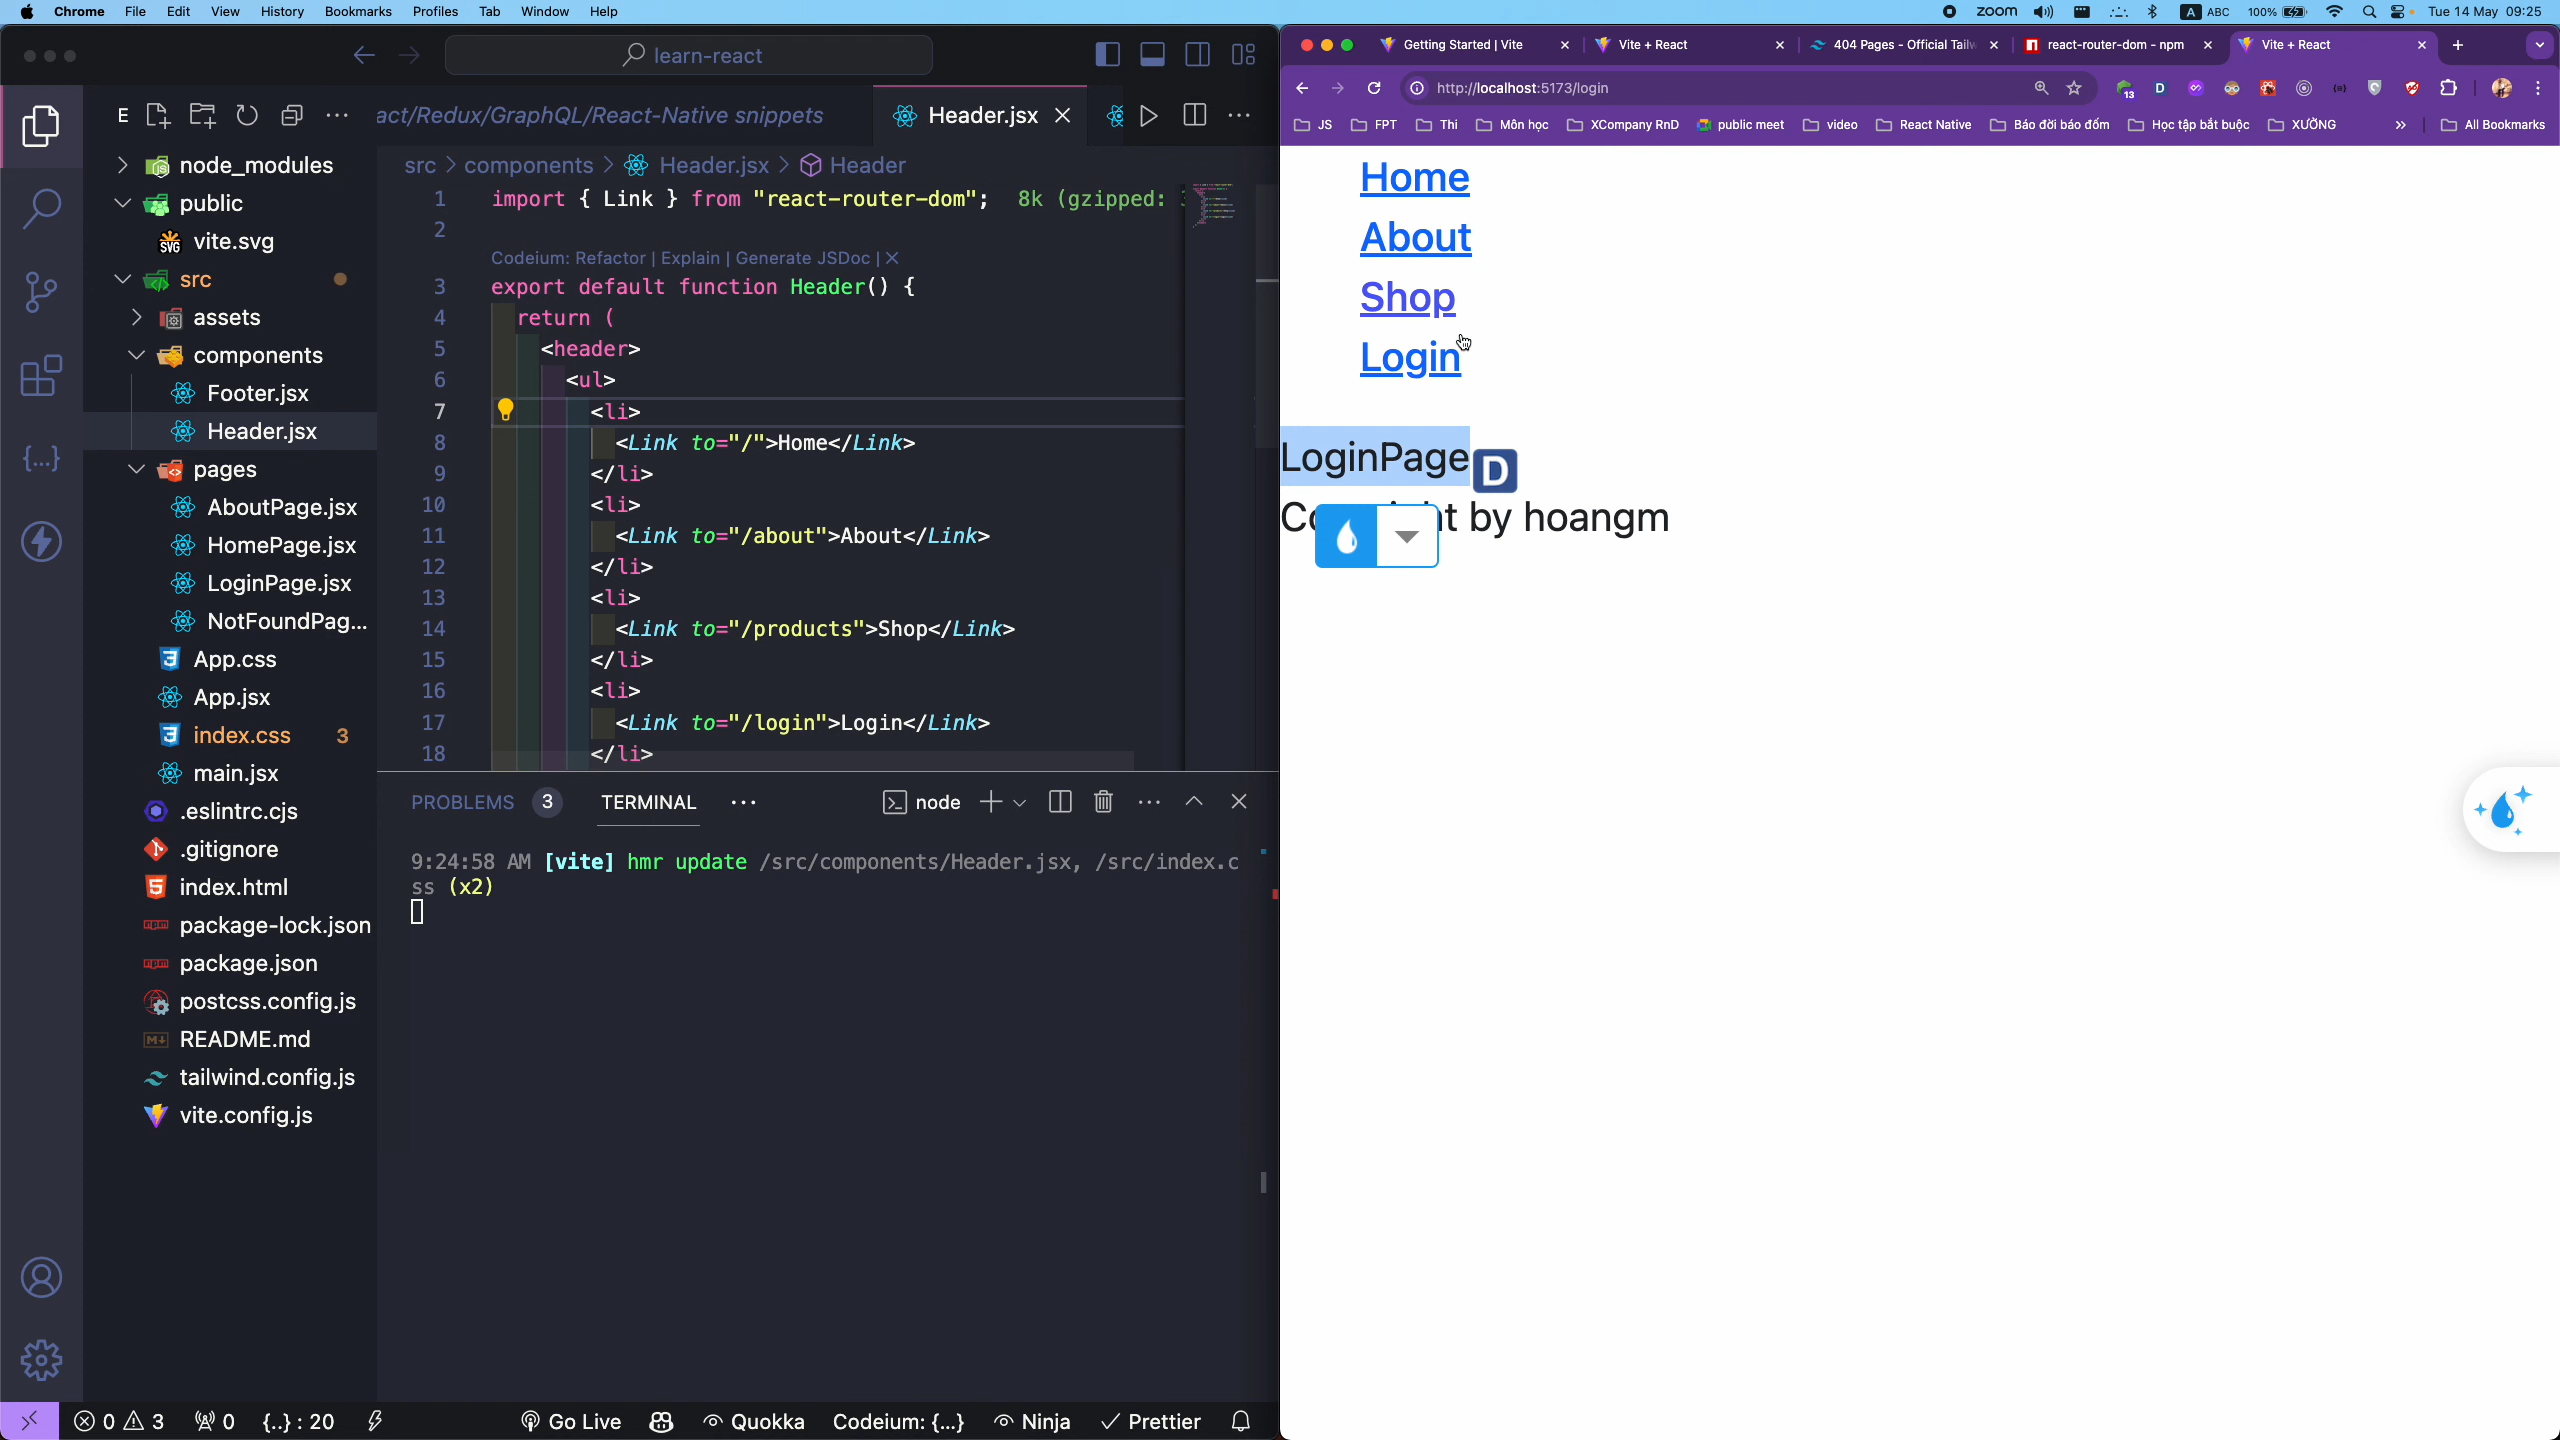 Chrome File Edit View History Bookmarks Profiles Tab Window Help
zoom A ABC 100% Tue 14 May 09:25
learn-react
E
act/Redux/GraphQL/React-Native snippets
Header.jsx
src > components > Header.jsx > Header
node_modules
public
vite.svg
src
assets
components
Footer.jsx
Header.jsx
pages
AboutPage.jsx
HomePage.jsx
LoginPage.jsx
NotFoundPag...
App.css
App.jsx
index.css 3
main.jsx
.eslintrc.cjs
.gitignore
index.html
package-lock.json
package.json
postcss.config.js
README.md
tailwind.config.js
vite.config.js
1 import { Link } from "react-router-dom"; 8k (gzipped:
2
Codeium: Refactor | Explain | Generate JSDoc | ×
3 export default function Header() {
4 return (
5 <header>
6 <ul>
7 <li>
8 <Link to="/">Home</Link>
9 </li>
10 <li>
11 <Link to="/about">About</Link>
12 </li>
13 <li>
14 <Link to="/products">Shop</Link>
15 </li>
16 <li>
17 <Link to="/login">Login</Link>
18 </li>
PROBLEMS 3 TERMINAL ... node
9:24:58 AM [vite] hmr update /src/components/Header.jsx, /src/index.c
ss (x2)
0 3 0 {..} : 20 Go Live Quokka Codeium: {...} Ninja Prettier
Getting Started | Vite
Vite + React
404 Pages - Official Tailw
react-router-dom - npm
Vite + React
http://localhost:5173/login
13 D
JS FPT Thi Môn học XCompany RnD public meet video React Native Báo đời báo đốm Học tập bắt buộc XƯỞNG » All Bookmarks
Home
About
Shop
Login
LoginPage D
t by hoangm